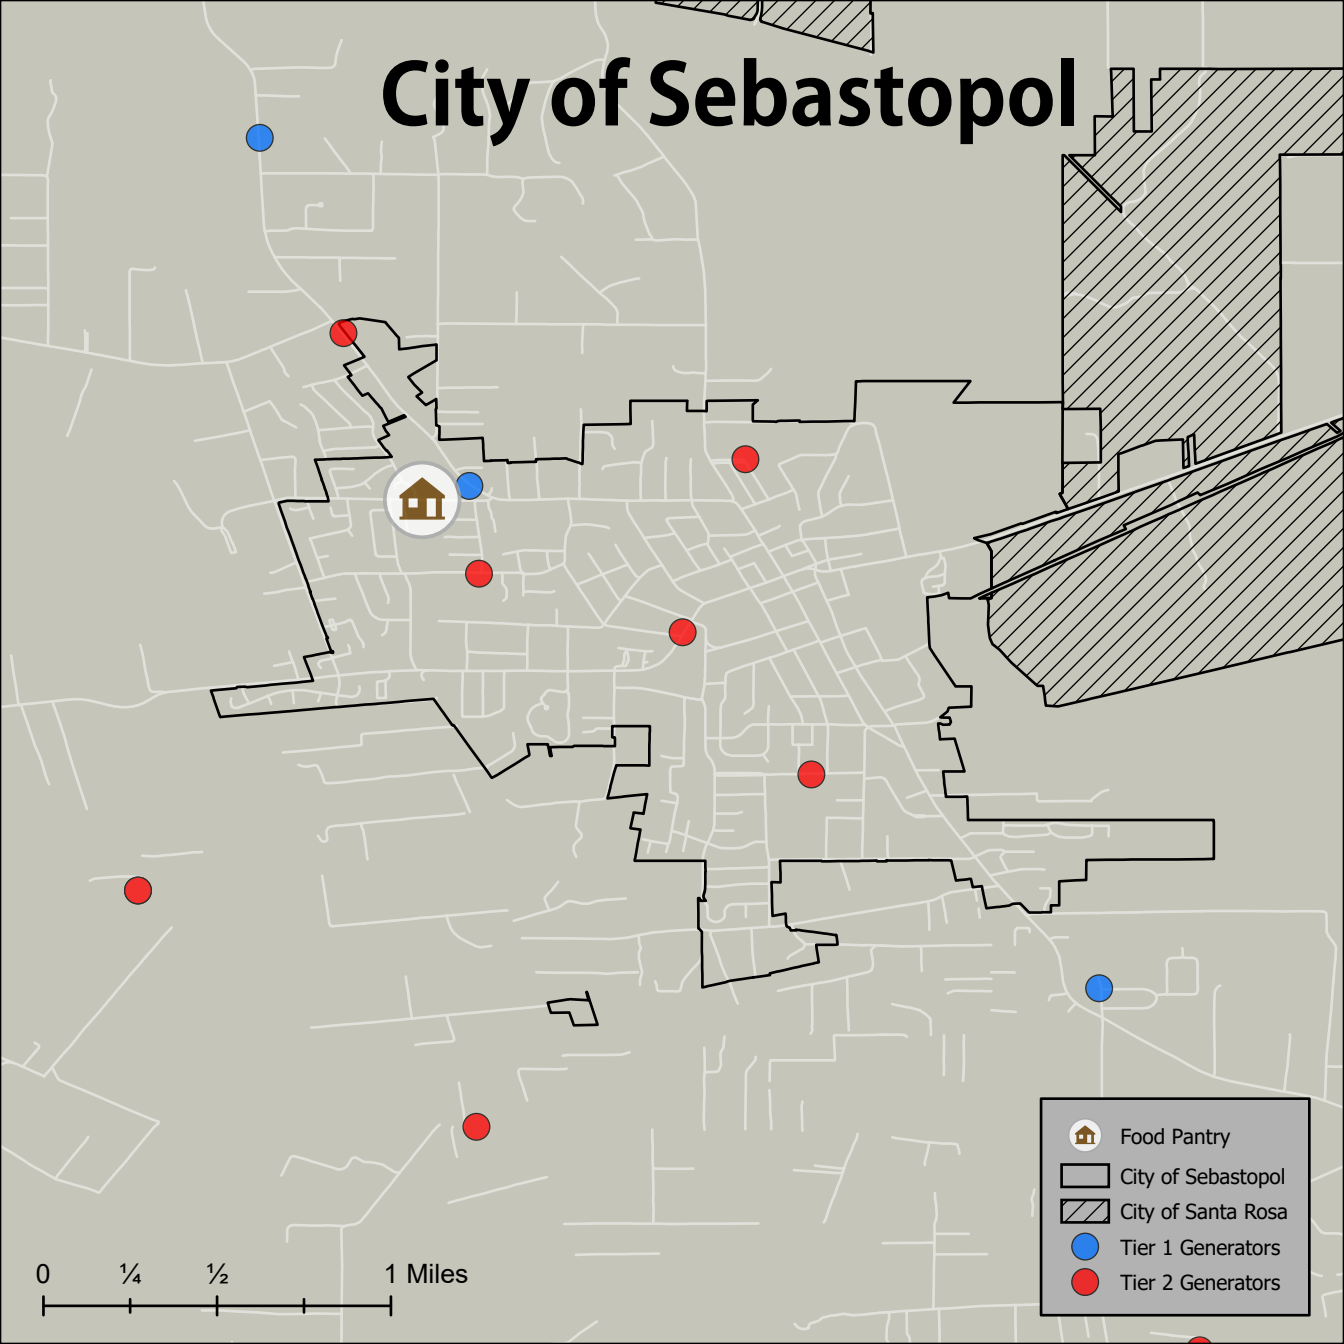 City of Sebastopol
Food Pantry
City of Sebastopol
City of Santa Rosa
Tier 1 Generators
Tier 2 Generators
0 ¼ ½ 1 Miles